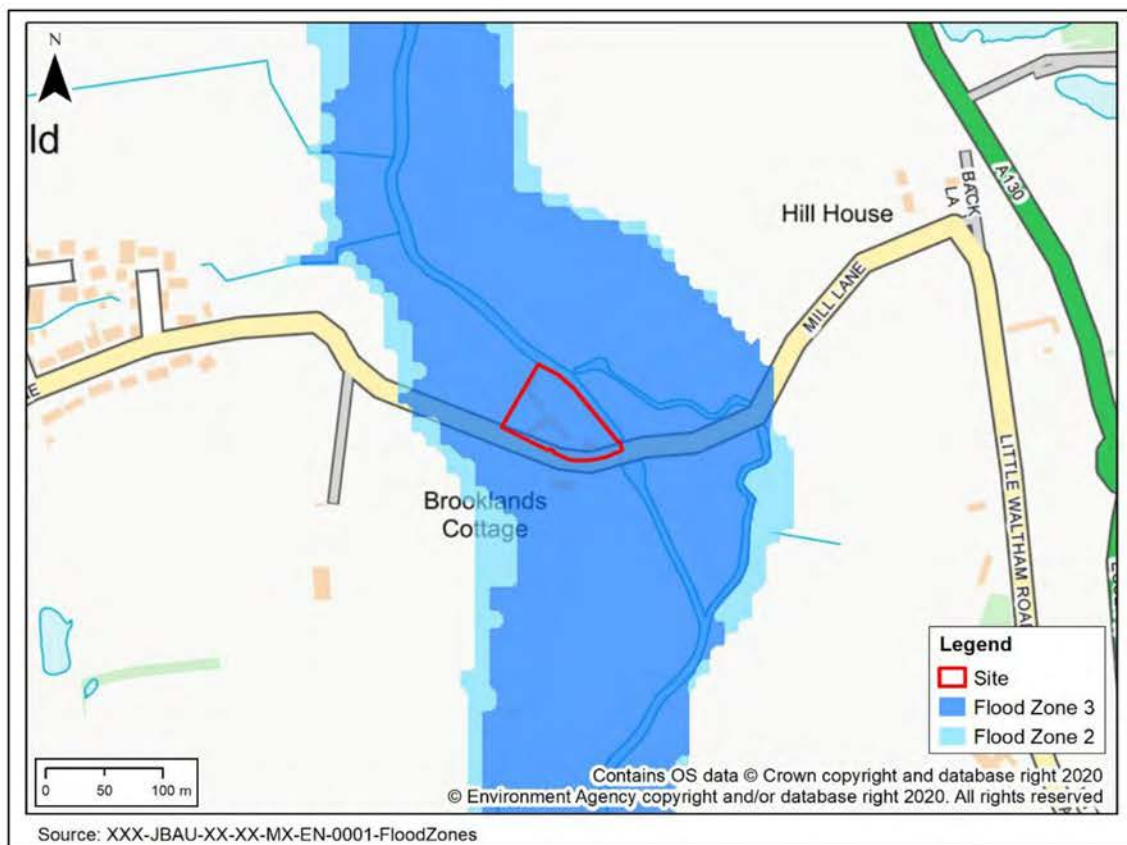 N
ld
Hill House
BACK
LA
A130
MILL LANE
Brooklands
Cottage
LITTLE WALTHAM ROAD
Legend
Site
Flood Zone 3
Flood Zone 2
0 50 100 m
Contains OS data © Crown copyright and database right 2020
© Environment Agency copyright and/or database right 2020. All rights reserved
Source: XXX-JBAU-XX-XX-MX-EN-0001-FloodZones